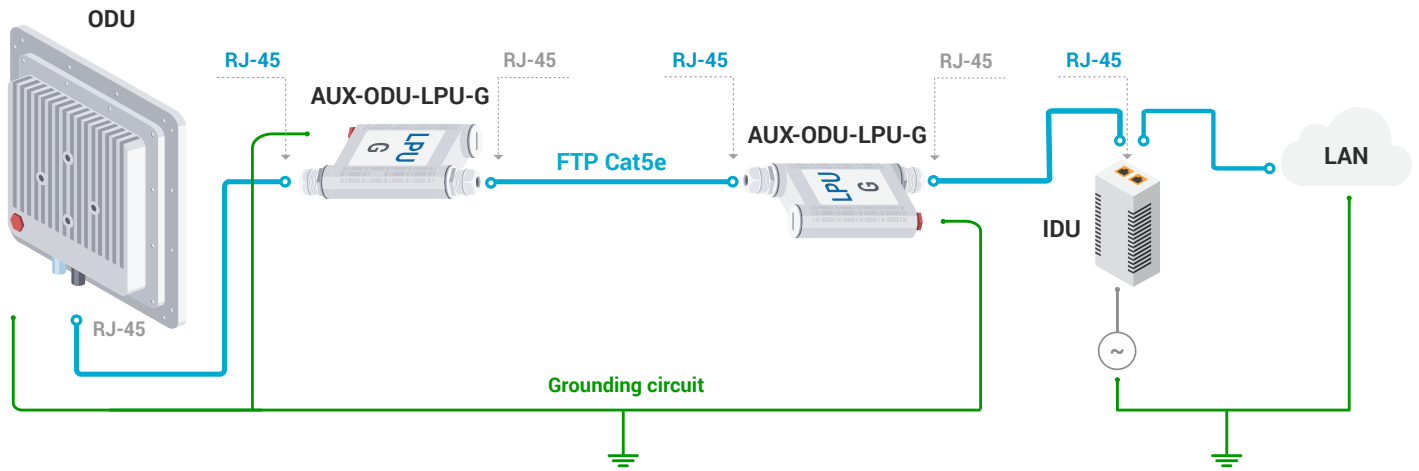 ODU
RJ-45
RJ-45
RJ-45
RJ-45
RJ-45
AUX-ODU-LPU-G
AUX-ODU-LPU-G
LPU
G
FTP Cat5e
LPU
G
LAN
IDU
RJ-45
~
Grounding circuit